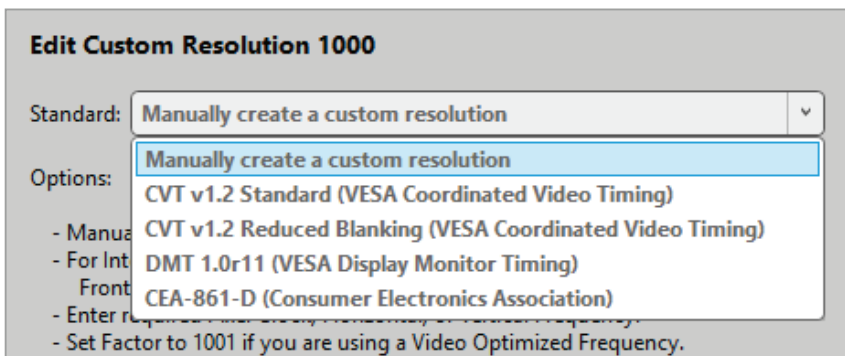 Edit Custom Resolution 1000
Standard: Manually create a custom resolution
Manually create a custom resolution
Options:
CVT v1.2 Standard (VESA Coordinated Video Timing)
- Manua CVT v1.2 Reduced Blanking (VESA Coordinated Video Timing)
- For Int DMT 1.0r11 (VESA Display Monitor Timing)
Front CEA-861-D (Consumer Electronics Association)
- Enter
- Set Factor to 1001 if you are using a Video Optimized Frequency.